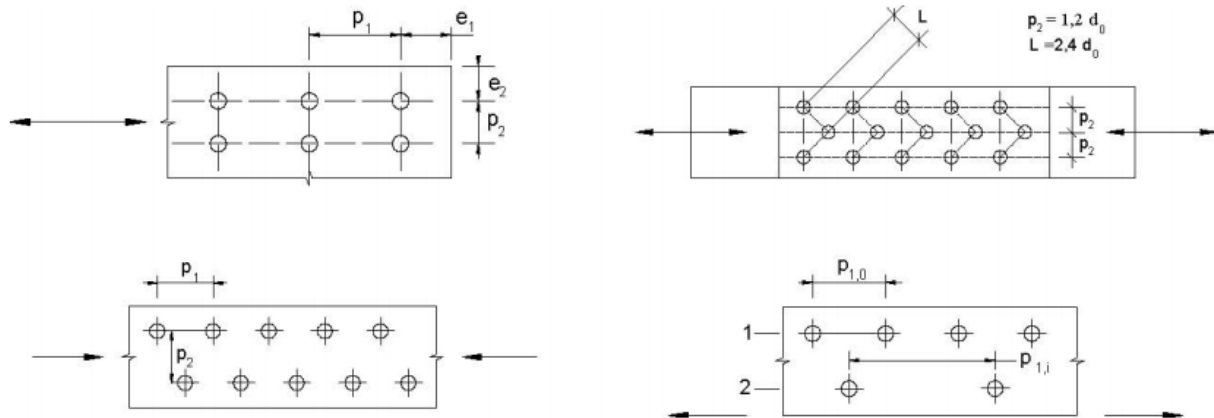 p₁ e₁
e₂
p₂
L
p₂ = 1,2 d₀
L =2,4 d₀
p₂
p₂
p₁
p₂
p₁,₀
1
p₁,ᵢ
2